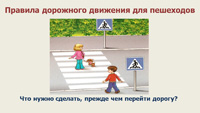 Правила дорожного движения для пешеходов
Что нужно сделать, прежде чем перейти дорогу?